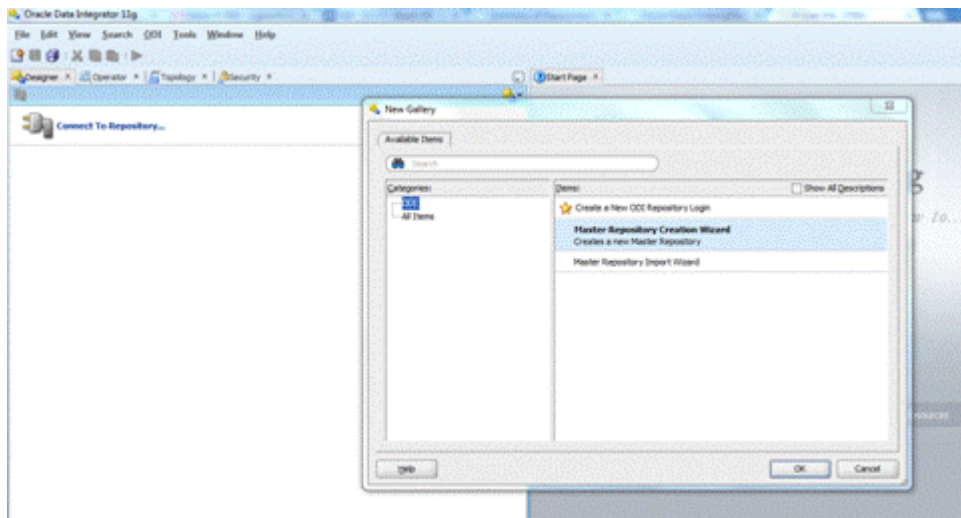 Oracle Data Integrator 11g
File Edit View Search ODI Tools Window Help
Designer × Operator × Topology × Security ×
Start Page ×
Connect To Repository...
New Gallery
Available Items
Search
Categories:
ODI
All Items
Items:
Show All Descriptions
Create a New ODI Repository Login
Master Repository Creation Wizard
Creates a new Master Repository
Master Repository Import Wizard
Help
OK
Cancel